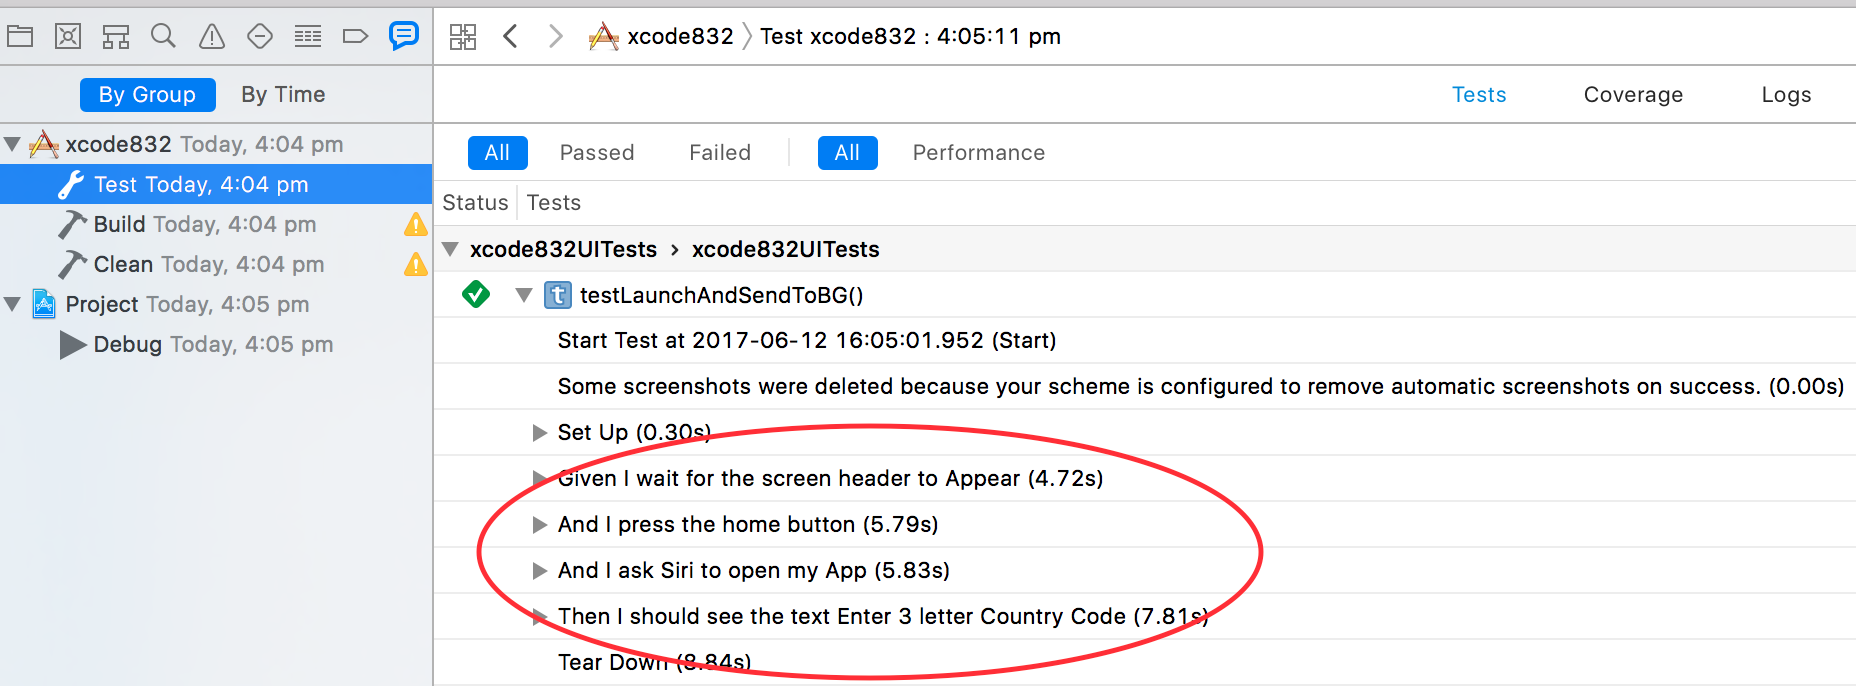 xcode832 Test xcode832 : 4:05:11 pm
By Group By Time
Tests Coverage Logs
xcode832 Today, 4:04 pm
Test Today, 4:04 pm
Build Today, 4:04 pm
Clean Today, 4:04 pm
Project Today, 4:05 pm
Debug Today, 4:05 pm
All Passed Failed All Performance
Status Tests
xcode832UITests › xcode832UITests
t testLaunchAndSendToBG()
Start Test at 2017-06-12 16:05:01.952 (Start)
Some screenshots were deleted because your scheme is configured to remove automatic screenshots on success. (0.00s)
Set Up (0.30s)
Given I wait for the screen header to Appear (4.72s)
And I press the home button (5.79s)
And I ask Siri to open my App (5.83s)
Then I should see the text Enter 3 letter Country Code (7.81s)
Tear Down (8.84s)